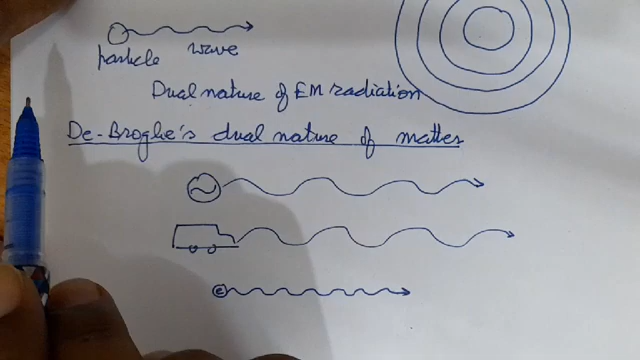 particle wave
Dual nature of EM radiation
De-Broglie's dual nature of matter
e